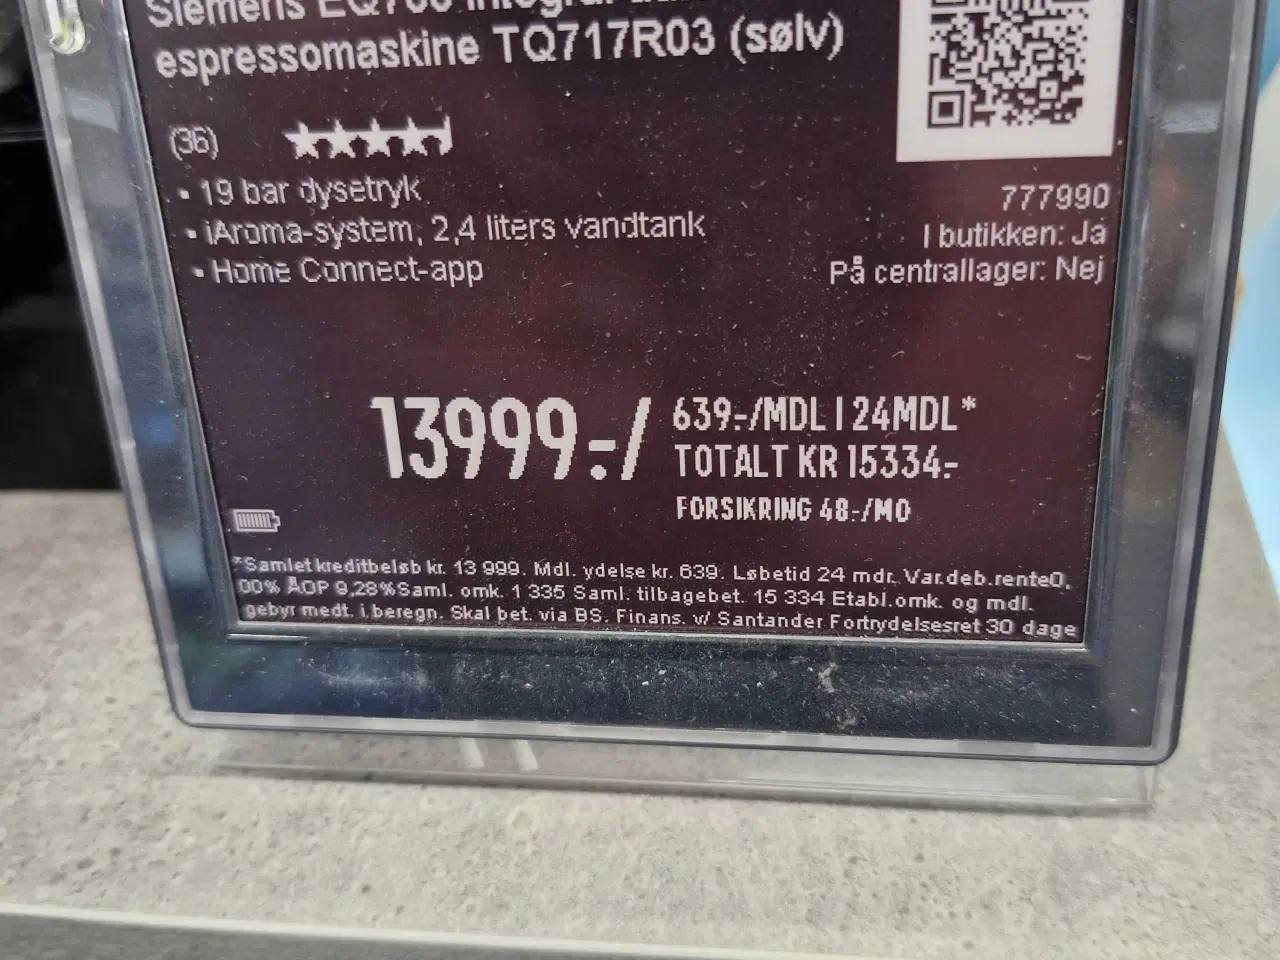 Siemens EQ700 integral
espressomaskine TQ717R03 (sølv)
(36)
• 19 bar dysetryk
• iAroma-system, 2,4 liters vandtank
• Home Connect-app
777990
I butikken: Ja
På centrallager: Nej
13999.-/
639.-/MDL I 24MDL*
TOTALT KR 15334.-
FORSIKRING 48.-/MO
*Samlet kreditbeløb kr. 13 999. Mdl. ydelse kr. 639. Løbetid 24 mdr. Var.deb.rente0,
00% ÅOP 9,28%Saml. omk. 1 335 Saml. tilbagebet. 15 334 Etabl.omk. og mdl.
gebyr medt. i beregn. Skal bet. via BS. Finans. v/ Santander Fortrydelsesret 30 dage